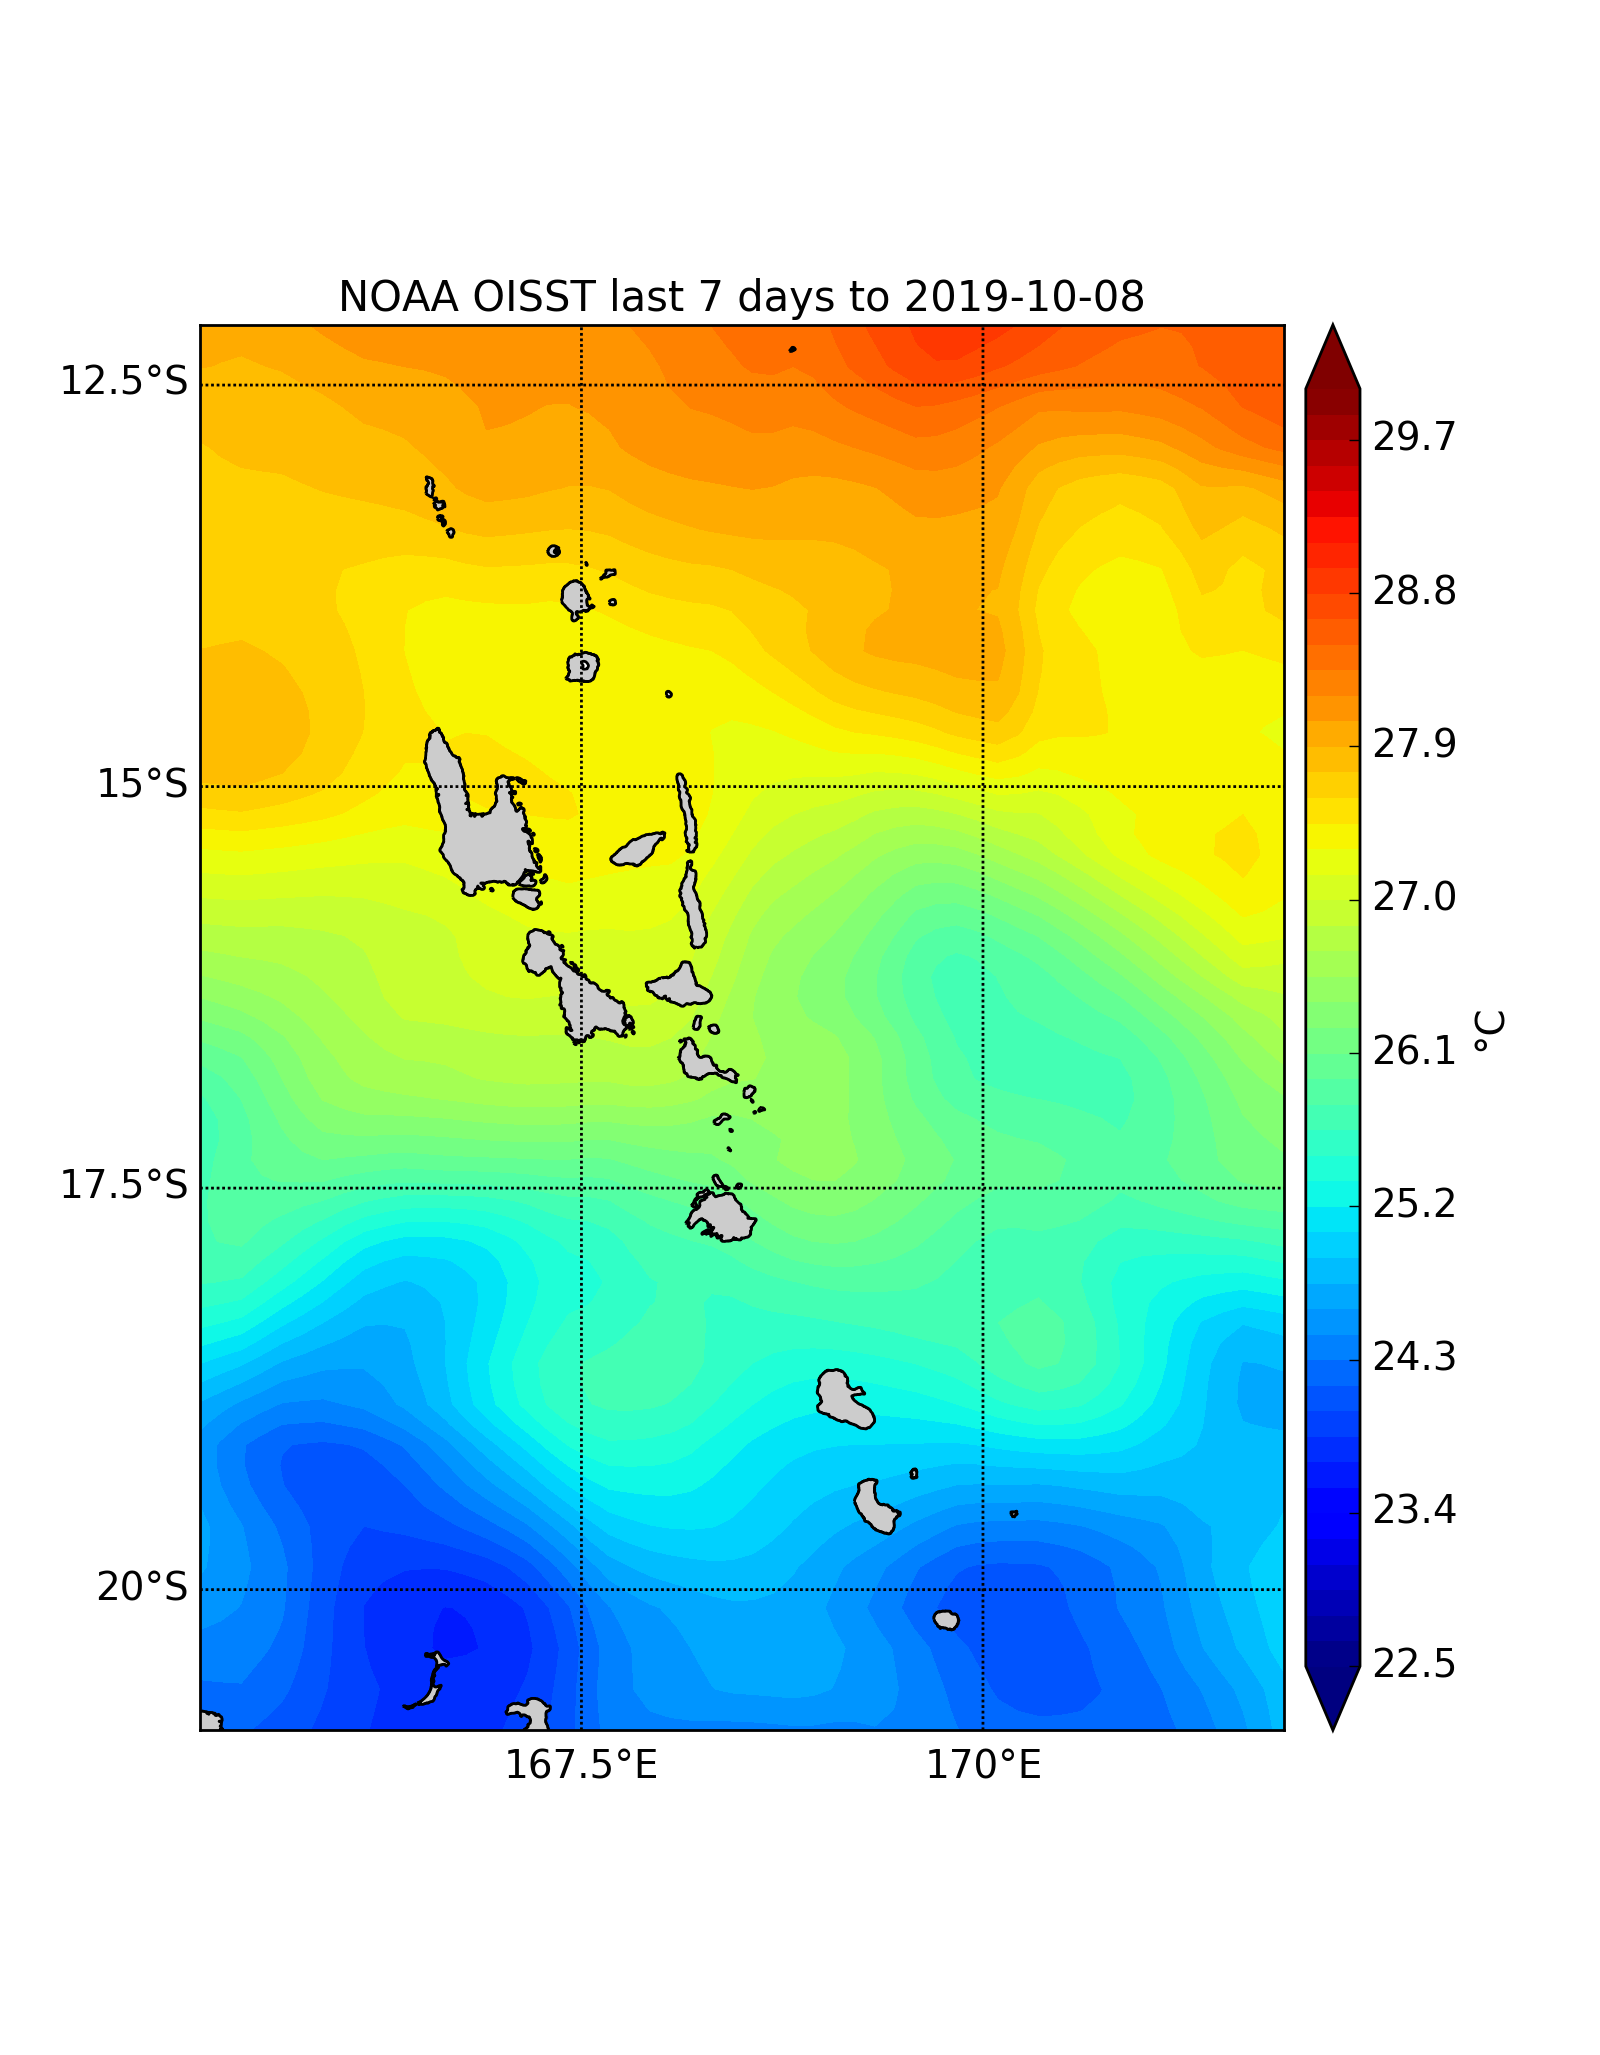 NOAA OISST last 7 days to 2019-10-08
12.5°S
15°S
17.5°S
20°S
167.5°E
170°E
29.7
28.8
27.9
27.0
26.1
25.2
24.3
23.4
22.5
°C